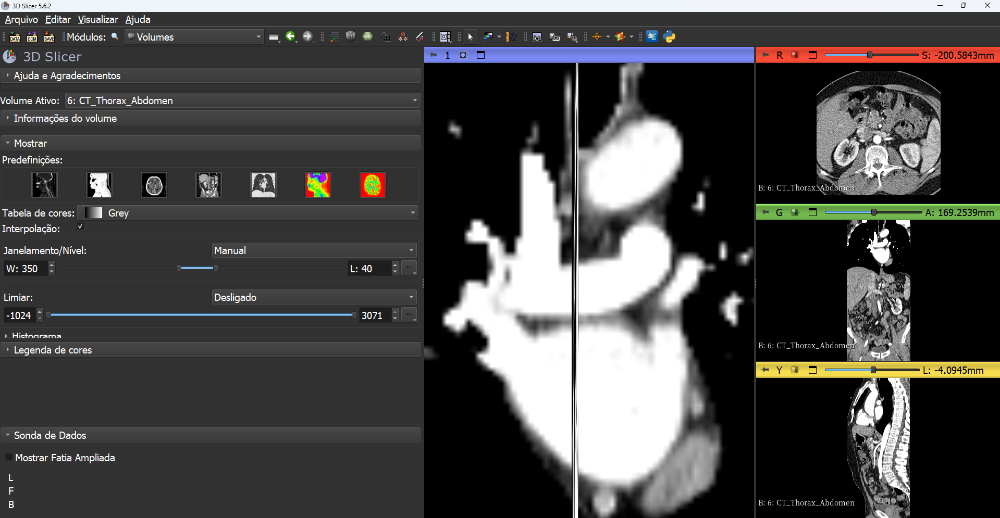 3D Slicer 5.6.2
Arquivo Editar Visualizar Ajuda
DATA DCM SAVE Módulos: Volumes
3D Slicer
Ajuda e Agradecimentos
Volume Ativo: 6: CT_Thorax_Abdomen
Informações do volume
Mostrar
Predefinições:
Tabela de cores: Grey
Interpolação:
Janelamento/Nível: Manual
W: 350 L: 40
Limiar: Desligado
-1024 3071
Histograma
Legenda de cores
Sonda de Dados
Mostrar Fatia Ampliada
L
F
B
1
R S: -200.5843mm
B: 6: CT_Thorax_Abdomen
G A: 169.2539mm
B: 6: CT_Thorax_Abdomen
Y L: -4.0945mm
B: 6: CT_Thorax_Abdomen